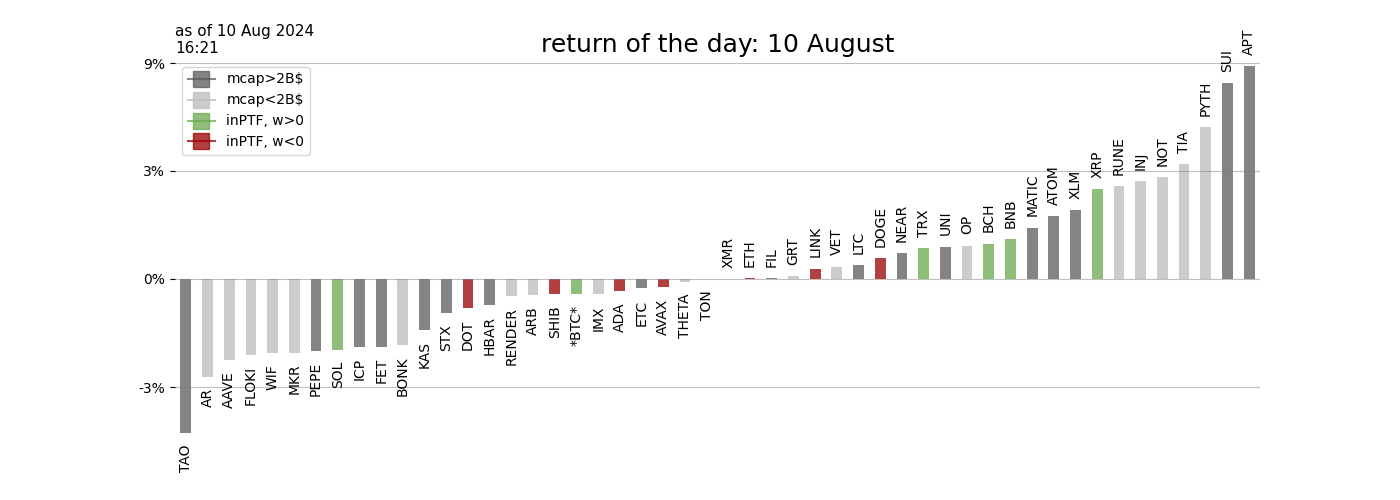 as of 10 Aug 2024
16:21
return of the day: 10 August
9%
3%
0%
-3%
mcap>2B$
mcap<2B$
inPTF, w>0
inPTF, w<0
TAO
AR
AAVE
FLOKI
WIF
MKR
PEPE
SOL
ICP
FET
BONK
KAS
STX
DOT
HBAR
RENDER
ARB
SHIB
*BTC*
IMX
ADA
ETC
AVAX
THETA
TON
XMR
ETH
FIL
GRT
LINK
VET
LTC
DOGE
NEAR
TRX
UNI
OP
BCH
BNB
MATIC
ATOM
XLM
XRP
RUNE
INJ
NOT
TIA
PYTH
SUI
APT